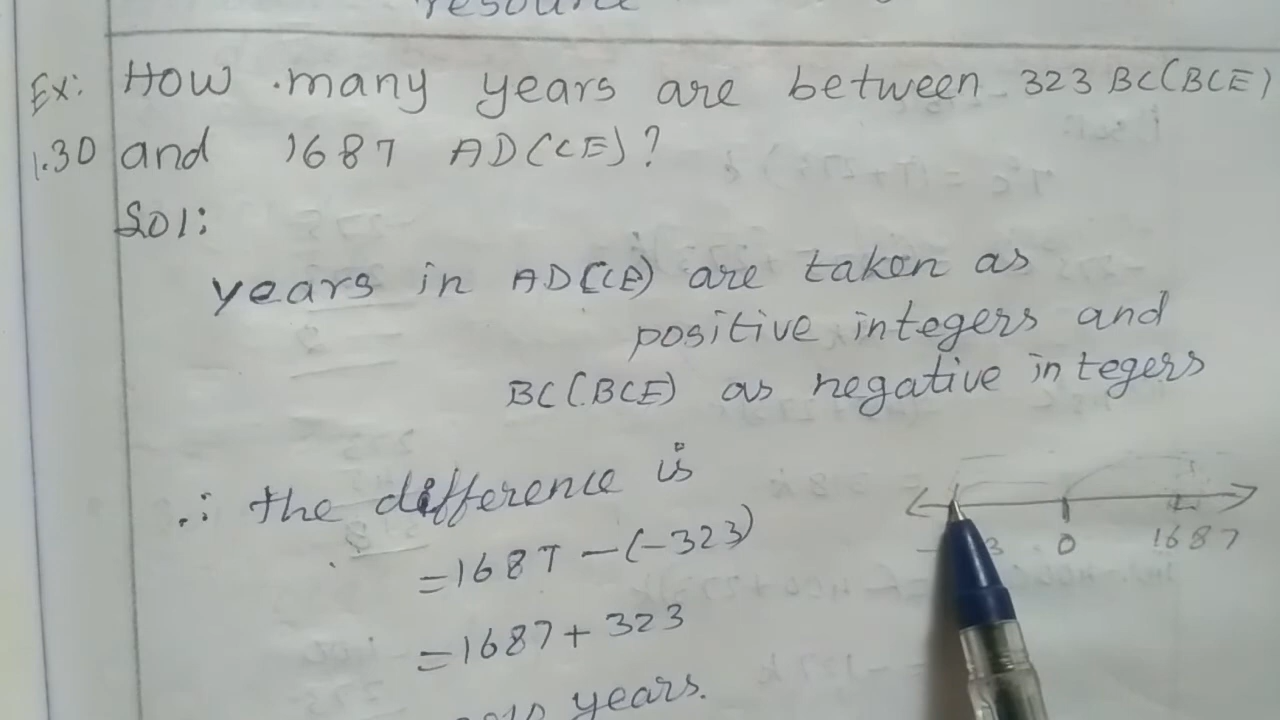 resource
Ex: How many years are between 323 BC(BCE)
1.30 and 1687 AD(CE)?
Sol:
years in AD(CE) are taken as
positive integers and
BC(BCE) as negative integers
∴ the difference is
=1687-(-323)
0 1687
=1687+323
years.